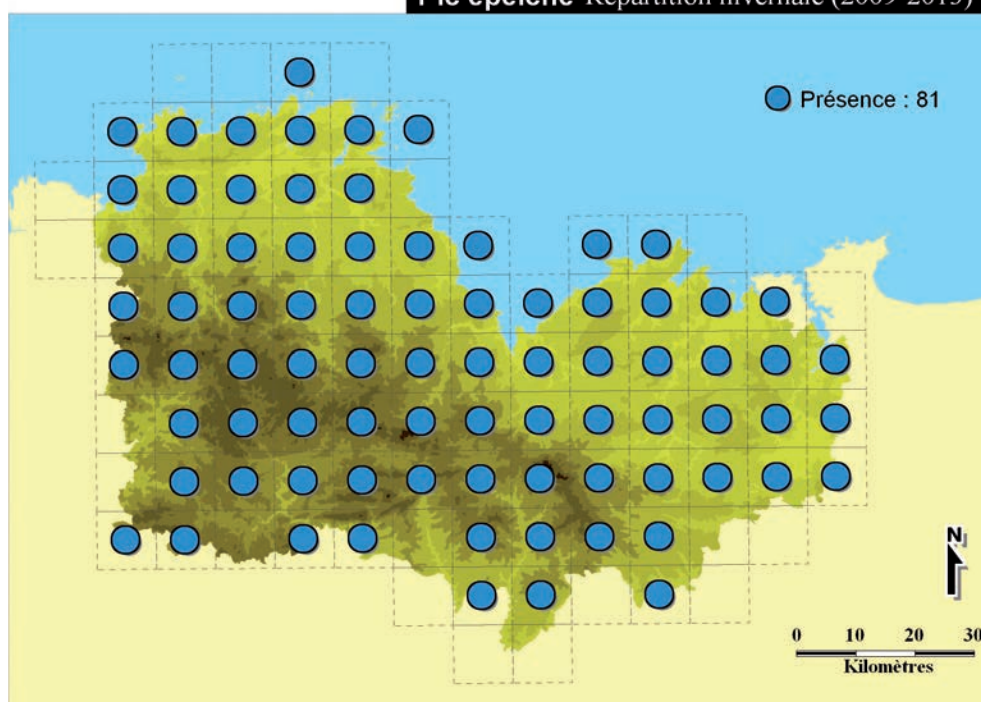 Pic épeiche Répartition hivernale (2009-2013)
Présence : 81
N
0 10 20 30
Kilomètres